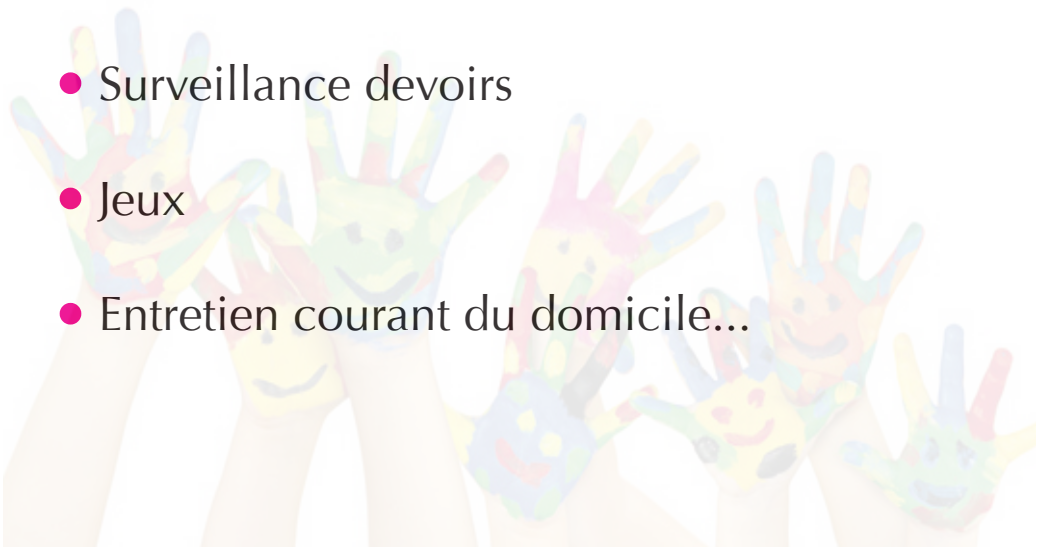 • Surveillance devoirs
• Jeux
• Entretien courant du domicile...